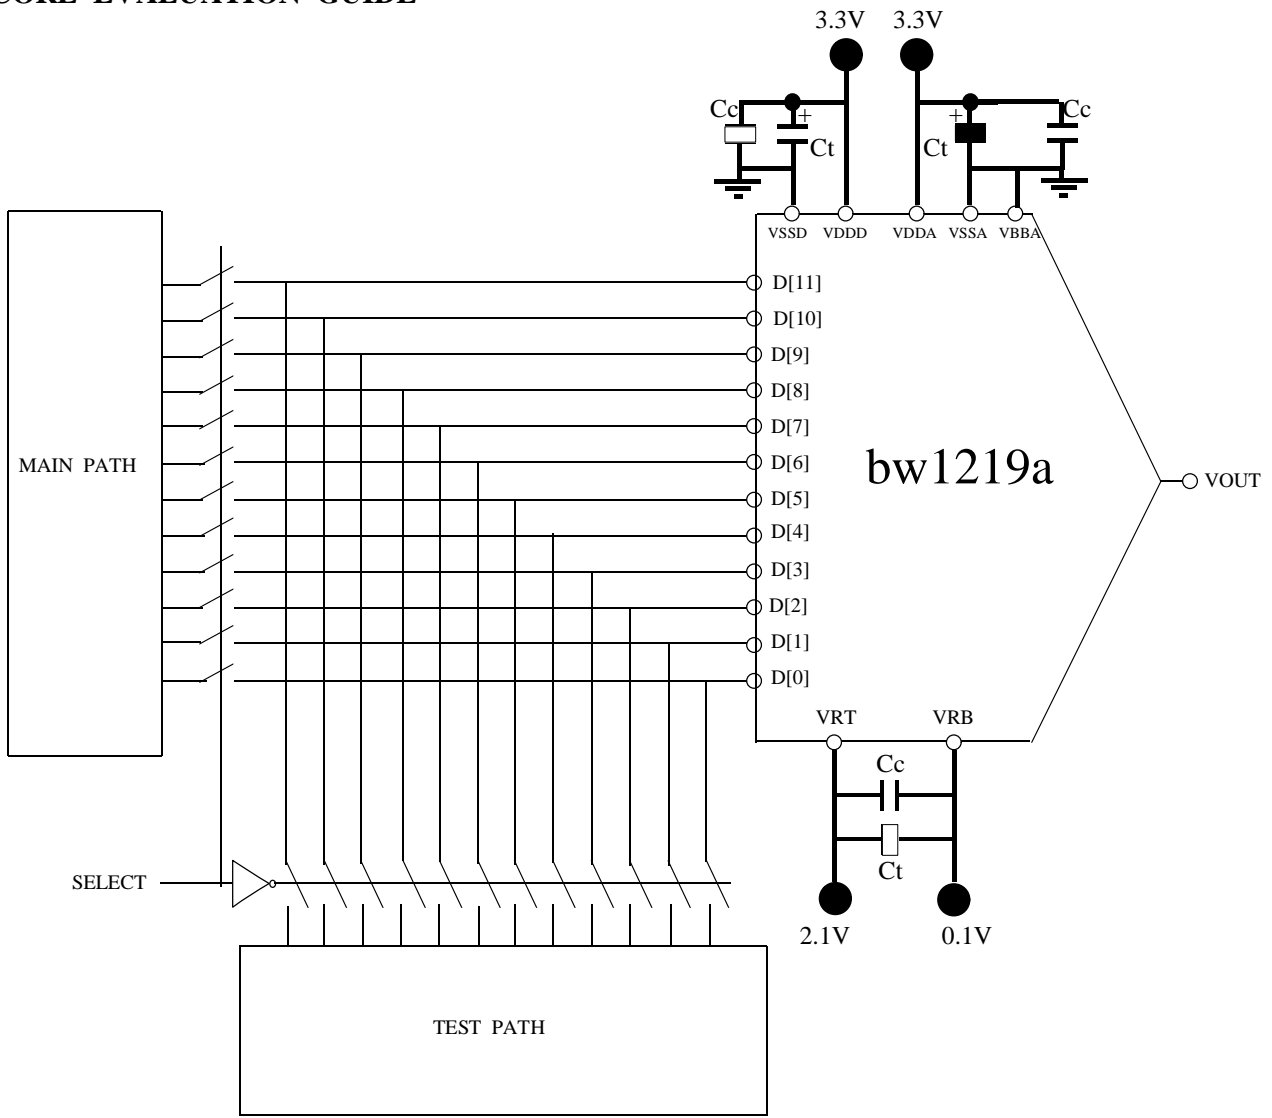 CORE EVALUATION GUIDE
3.3V 3.3V
Cc + Ct Ct + Cc
VSSD VDDD VDDA VSSA VBBA
D[11]
D[10]
D[9]
D[8]
D[7]
D[6]
D[5]
D[4]
D[3]
D[2]
D[1]
D[0]
MAIN PATH
bw1219a
VOUT
VRT VRB
Cc
Ct
2.1V 0.1V
SELECT
TEST PATH